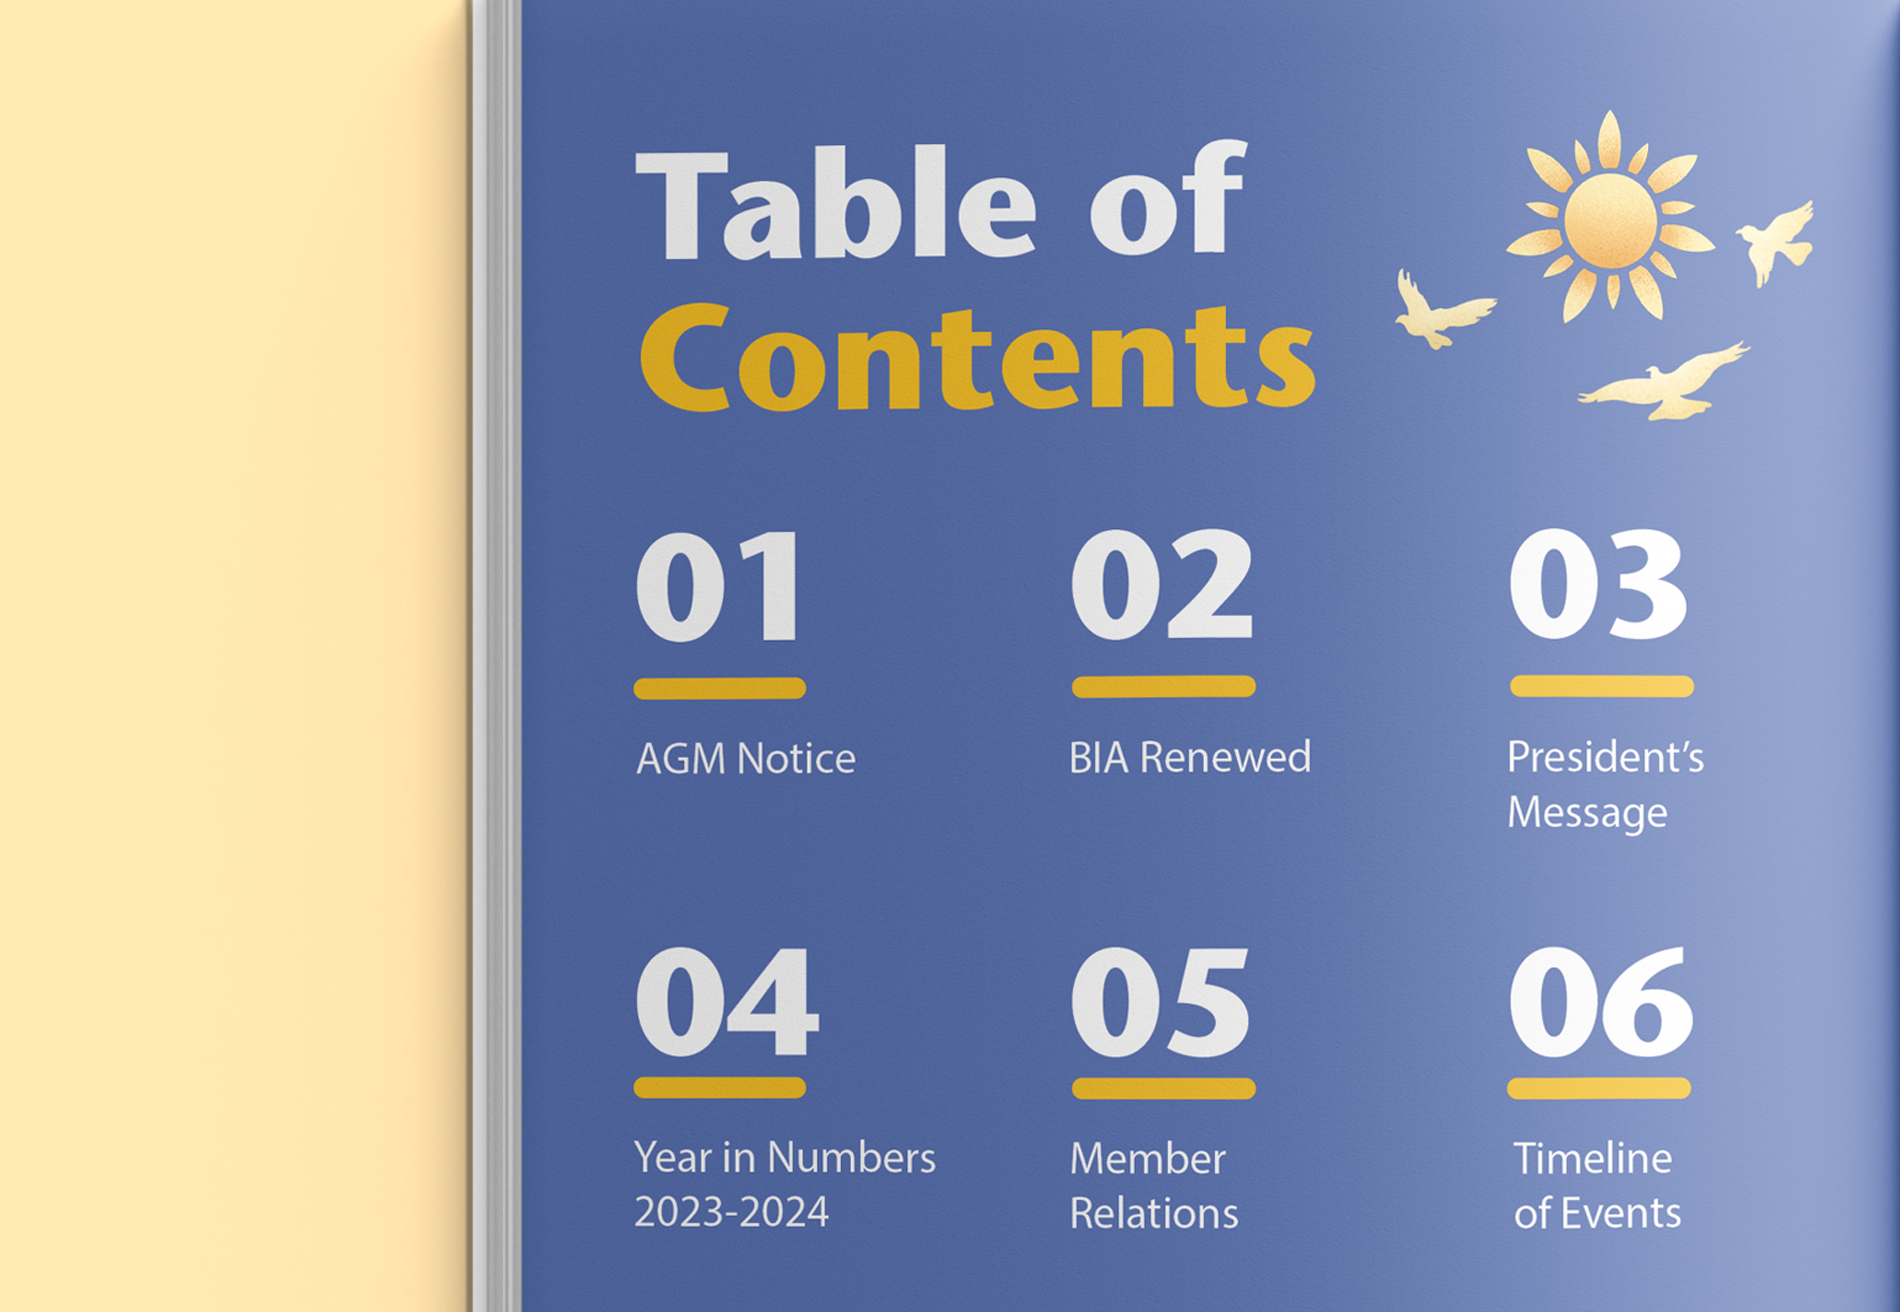 Table of
Contents
01
02
03
AGM Notice
BIA Renewed
President's
Message
04
05
06
Year in Numbers
2023-2024
Member
Relations
Timeline
of Events